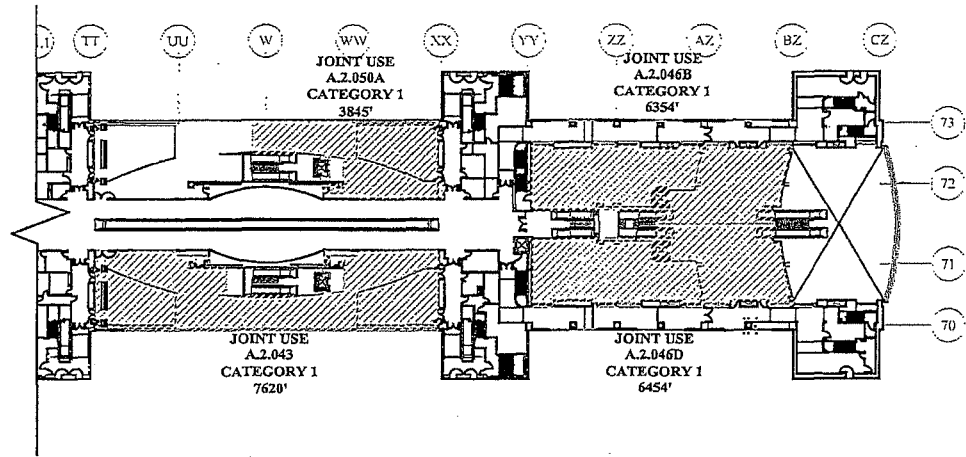 TT UU W WW XX YY ZZ AZ BZ CZ
JOINT USE
A.2.050A
CATEGORY 1
3845'
JOINT USE
A.2.046B
CATEGORY 1
6354'
73
72
71
70
JOINT USE
A.2.043
CATEGORY 1
7620'
JOINT USE
A.2.046D
CATEGORY 1
6454'